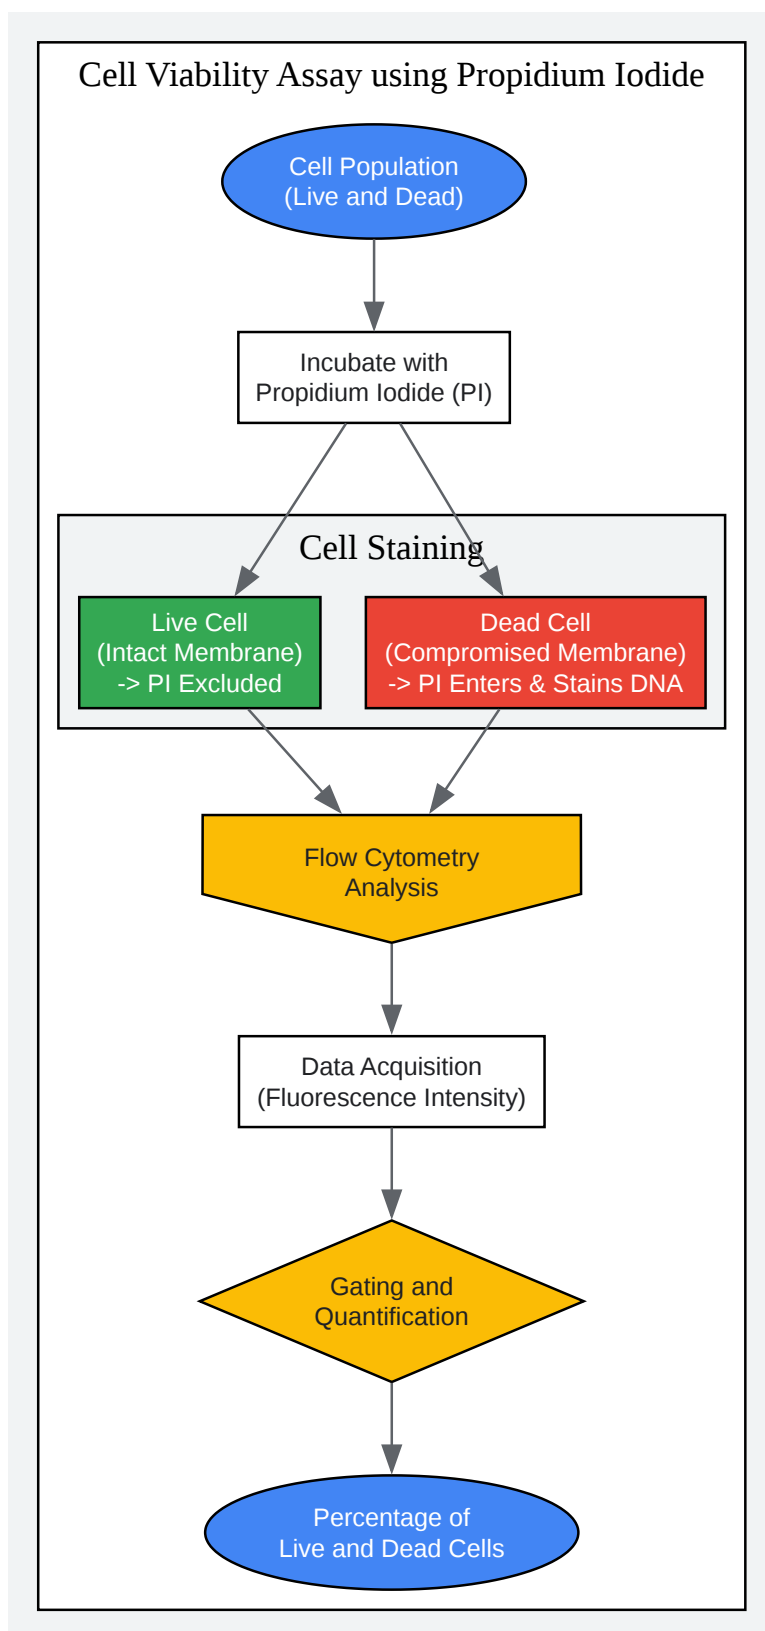 Cell Viability Assay using Propidium Iodide
Cell Population
(Live and Dead)
Incubate with
Propidium Iodide (PI)
Cell Staining
Live Cell
(Intact Membrane)
-> PI Excluded
Dead Cell
(Compromised Membrane)
-> PI Enters & Stains DNA
Flow Cytometry
Analysis
Data Acquisition
(Fluorescence Intensity)
Gating and
Quantification
Percentage of
Live and Dead Cells